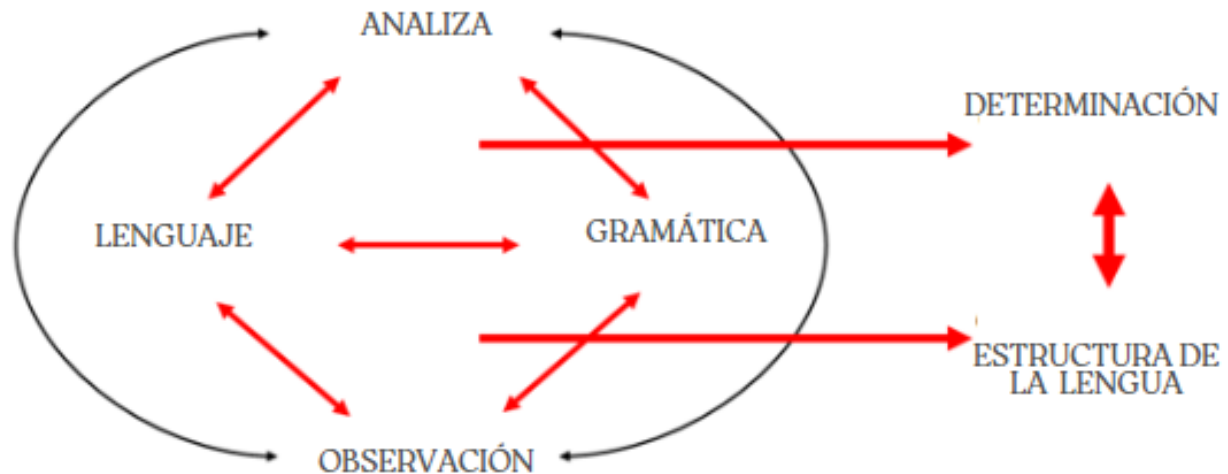 ANALIZA
DETERMINACIÓN
LENGUAJE
GRAMÁTICA
ESTRUCTURA DE
LA LENGUA
OBSERVACIÓN